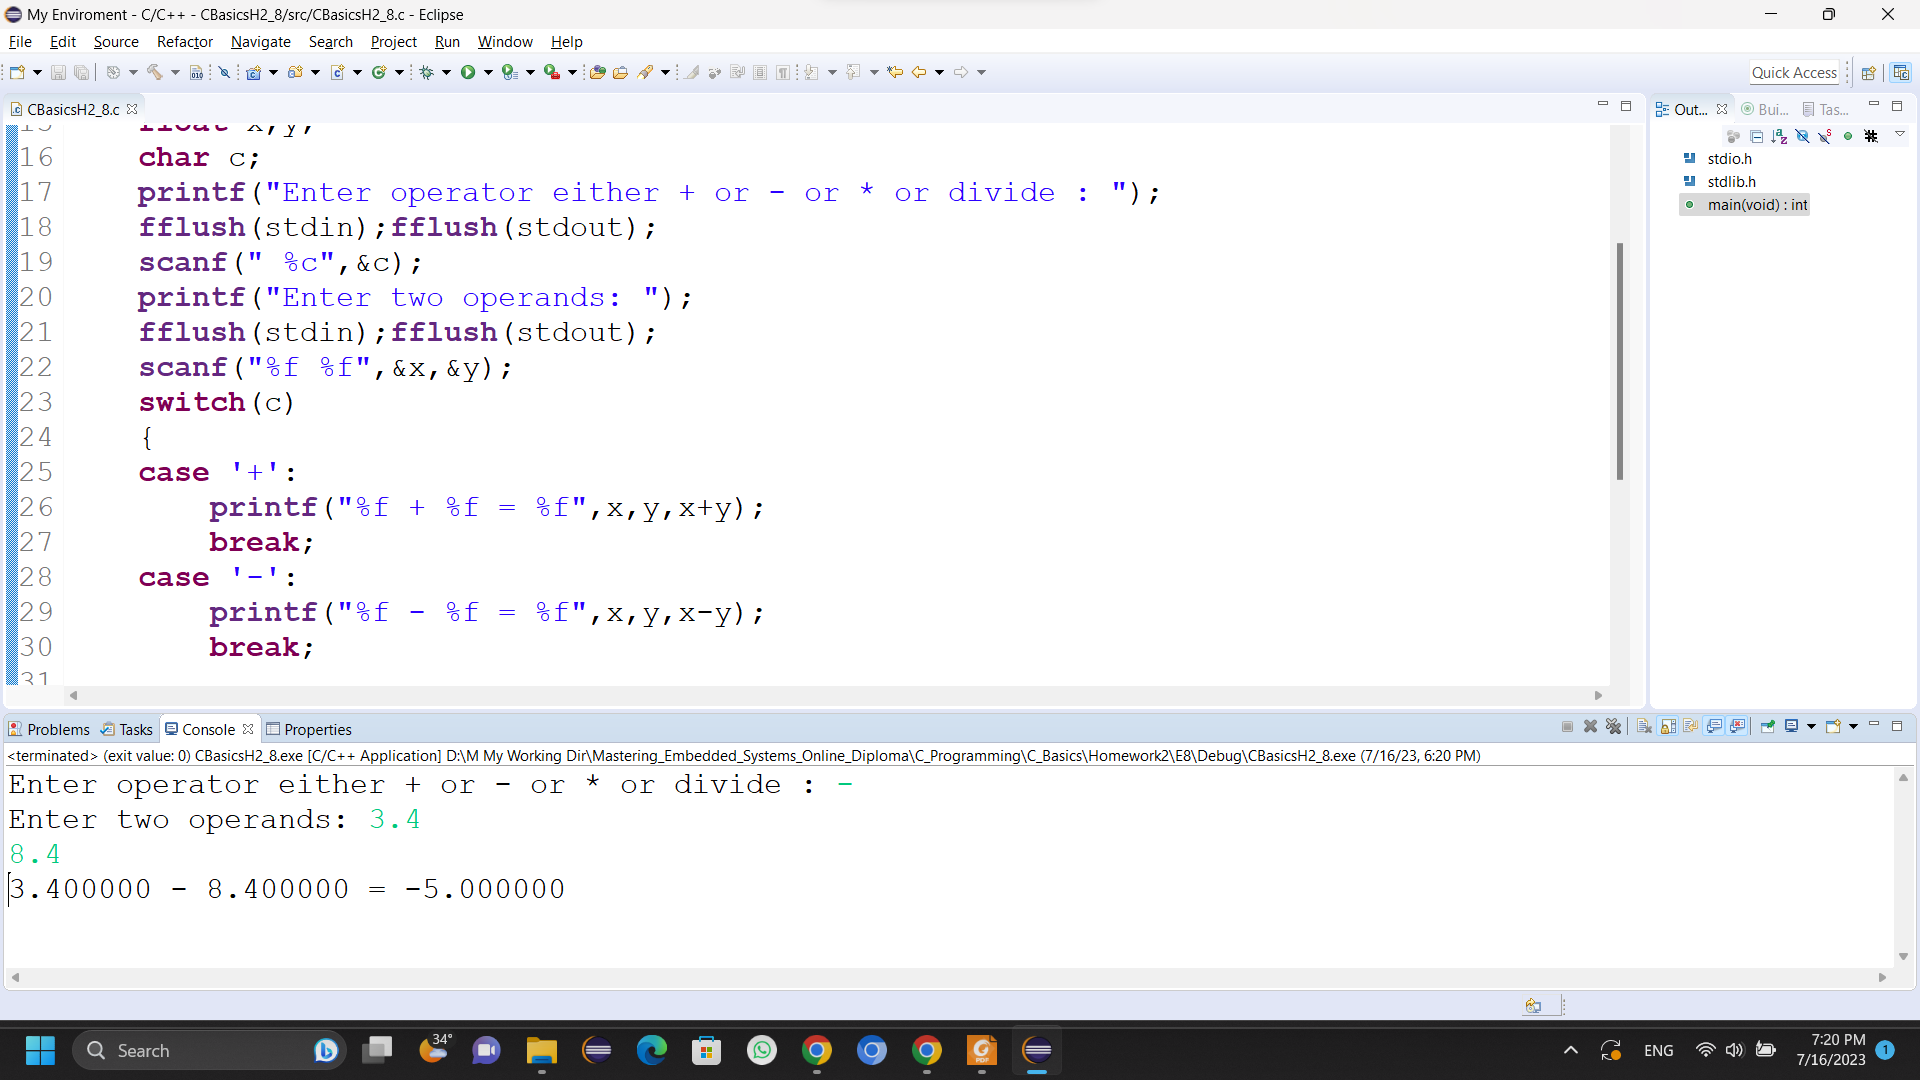 My Enviroment - C/C++ - CBasicsH2_8/src/CBasicsH2_8.c - Eclipse
File Edit Source Refactor Navigate Search Project Run Window Help
Quick Access
CBasicsH2_8.c
Out... Bui... Tas...
15 float x,y;
16 char c;
17 printf("Enter operator either + or - or * or divide : ");
18 fflush(stdin);fflush(stdout);
19 scanf(" %c",&c);
20 printf("Enter two operands: ");
21 fflush(stdin);fflush(stdout);
22 scanf("%f %f",&x,&y);
23 switch(c)
24 {
25 case '+':
26 printf("%f + %f = %f",x,y,x+y);
27 break;
28 case '-':
29 printf("%f - %f = %f",x,y,x-y);
30 break;
31
stdio.h
stdlib.h
main(void) : int
Problems Tasks Console Properties
<terminated> (exit value: 0) CBasicsH2_8.exe [C/C++ Application] D:\M My Working Dir\Mastering_Embedded_Systems_Online_Diploma\C_Programming\C_Basics\Homework2\E8\Debug\CBasicsH2_8.exe (7/16/23, 6:20 PM)
Enter operator either + or - or * or divide : -
Enter two operands: 3.4
8.4
3.400000 - 8.400000 = -5.000000
Search
34°
ENG
7:20 PM
7/16/2023
1